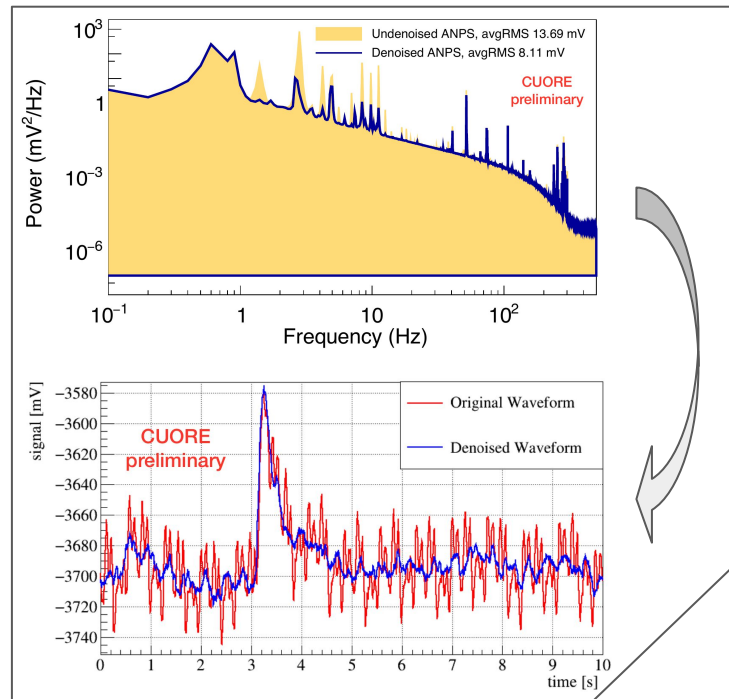 10³
1
10⁻³
10⁻⁶
Power (mV²/Hz)
Undenoised ANPS, avgRMS 13.69 mV
Denoised ANPS, avgRMS 8.11 mV
CUORE
preliminary
10⁻¹ 1 10 10²
Frequency (Hz)
signal [mV]
−3580
−3600
−3620
−3640
−3660
−3680
−3700
−3720
−3740
CUORE
preliminary
Original Waveform
Denoised Waveform
0 1 2 3 4 5 6 7 8 9 10
time [s]